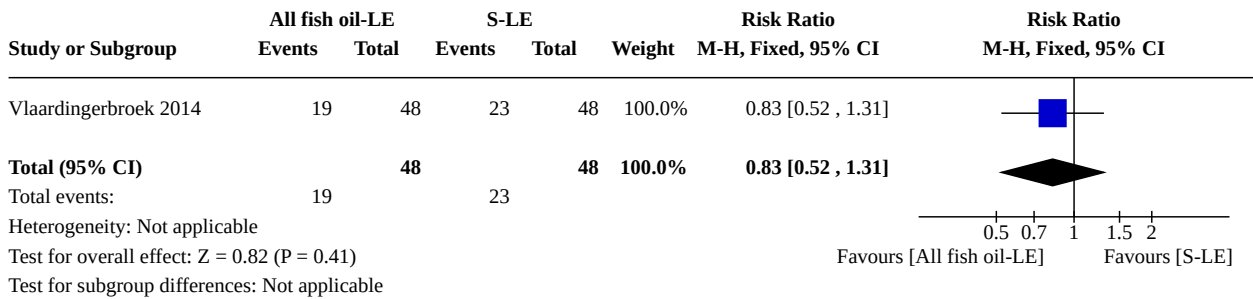 All fish oil-LE S-LE Risk Ratio Risk Ratio
Study or Subgroup Events Total Events Total Weight M-H, Fixed, 95% CI M-H, Fixed, 95% CI
Vlaardingerbroek 2014 19 48 23 48 100.0% 0.83 [0.52 , 1.31]
Total (95% CI) 48 48 100.0% 0.83 [0.52 , 1.31]
Total events: 19 23
Heterogeneity: Not applicable
0.5 0.7 1 1.5 2
Test for overall effect: Z = 0.82 (P = 0.41) Favours [All fish oil-LE] Favours [S-LE]
Test for subgroup differences: Not applicable